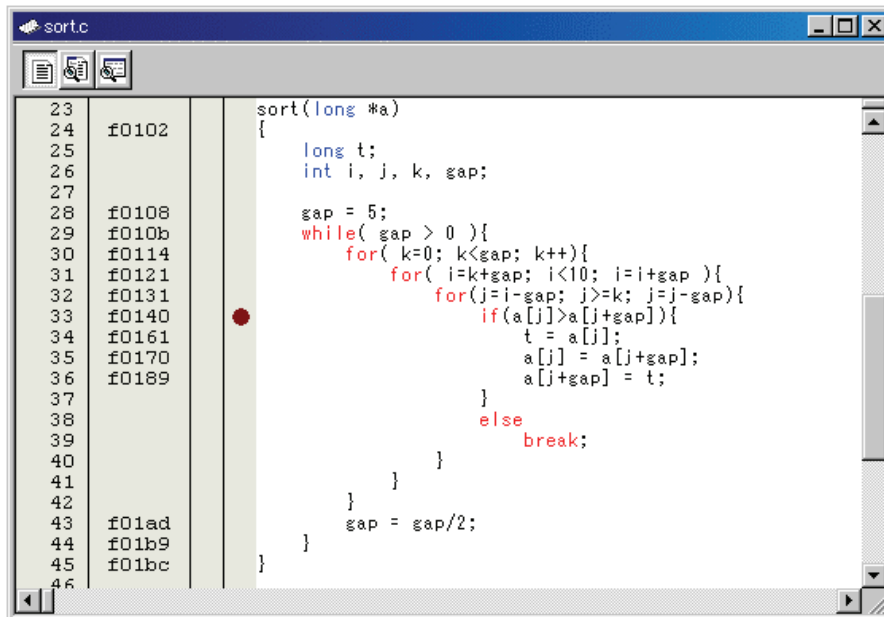 sort.c
23 sort(long *a)
24 f0102 {
25 long t;
26 int i, j, k, gap;
27
28 f0108 gap = 5;
29 f010b while( gap > 0 ){
30 f0114 for( k=0; k<gap; k++){
31 f0121 for( i=k+gap; i<10; i=i+gap ){
32 f0131 for(j=i-gap; j>=k; j=j-gap){
33 f0140 if(a[j]>a[j+gap]){
34 f0161 t = a[j];
35 f0170 a[j] = a[j+gap];
36 f0189 a[j+gap] = t;
37 }
38 else
39 break;
40 }
41 }
42 }
43 f01ad gap = gap/2;
44 f01b9 }
45 f01bc }
46